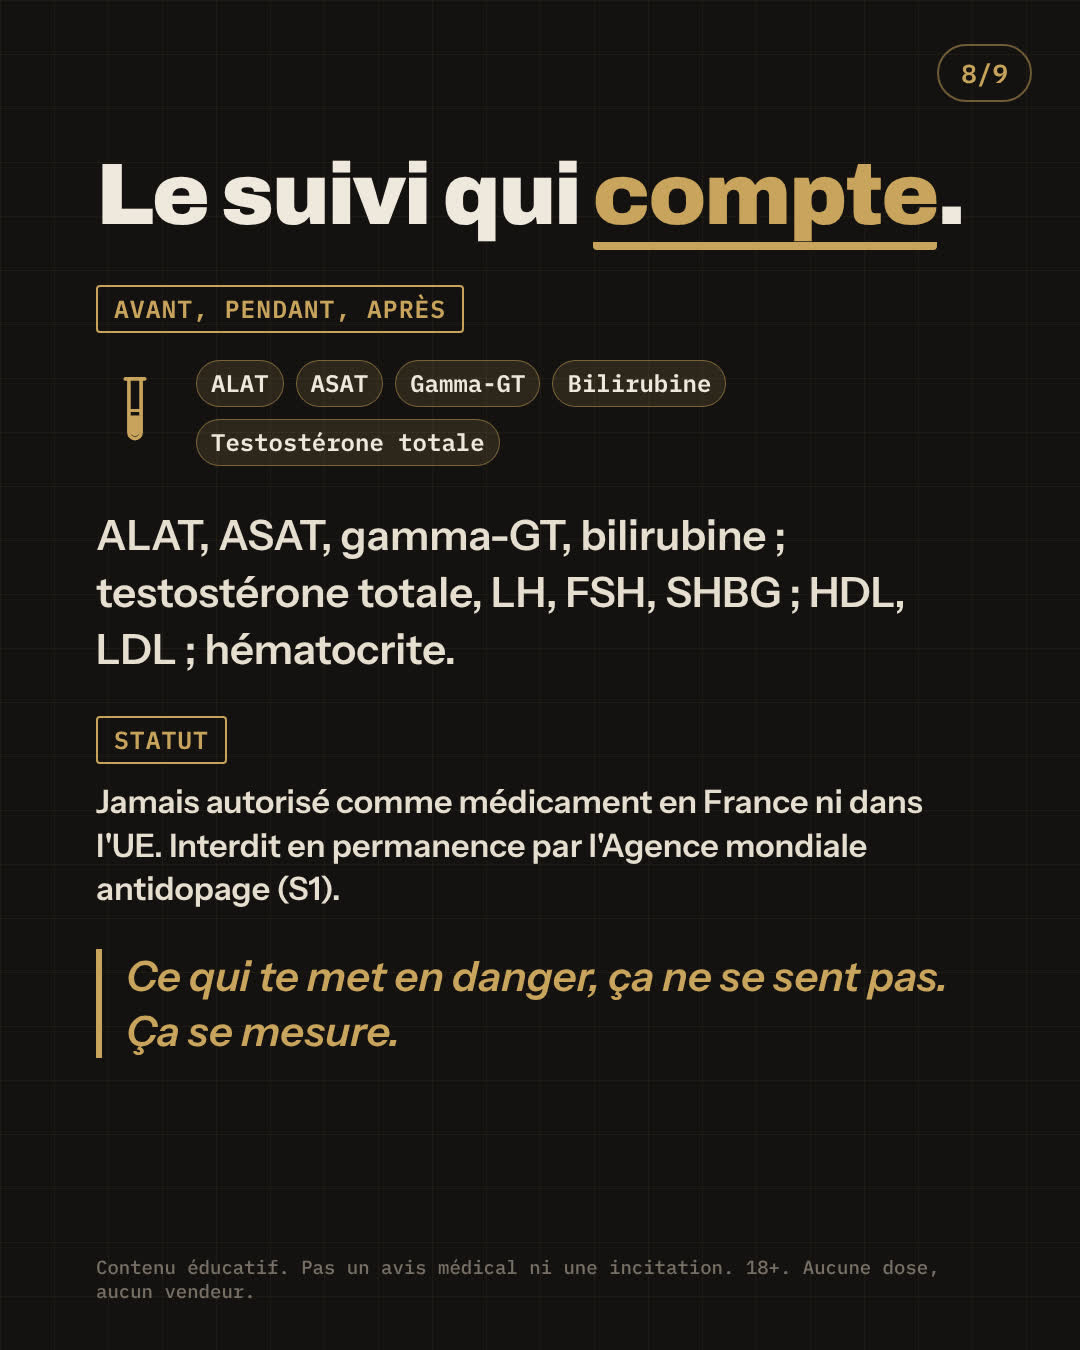 8/9
Le suivi qui compte.
AVANT, PENDANT, APRÈS
ALAT ASAT Gamma-GT Bilirubine
Testostérone totale
ALAT, ASAT, gamma-GT, bilirubine ;
testostérone totale, LH, FSH, SHBG ; HDL,
LDL ; hématocrite.
STATUT
Jamais autorisé comme médicament en France ni dans
l'UE. Interdit en permanence par l'Agence mondiale
antidopage (S1).
Ce qui te met en danger, ça ne se sent pas.
Ça se mesure.
Contenu éducatif. Pas un avis médical ni une incitation. 18+. Aucune dose,
aucun vendeur.